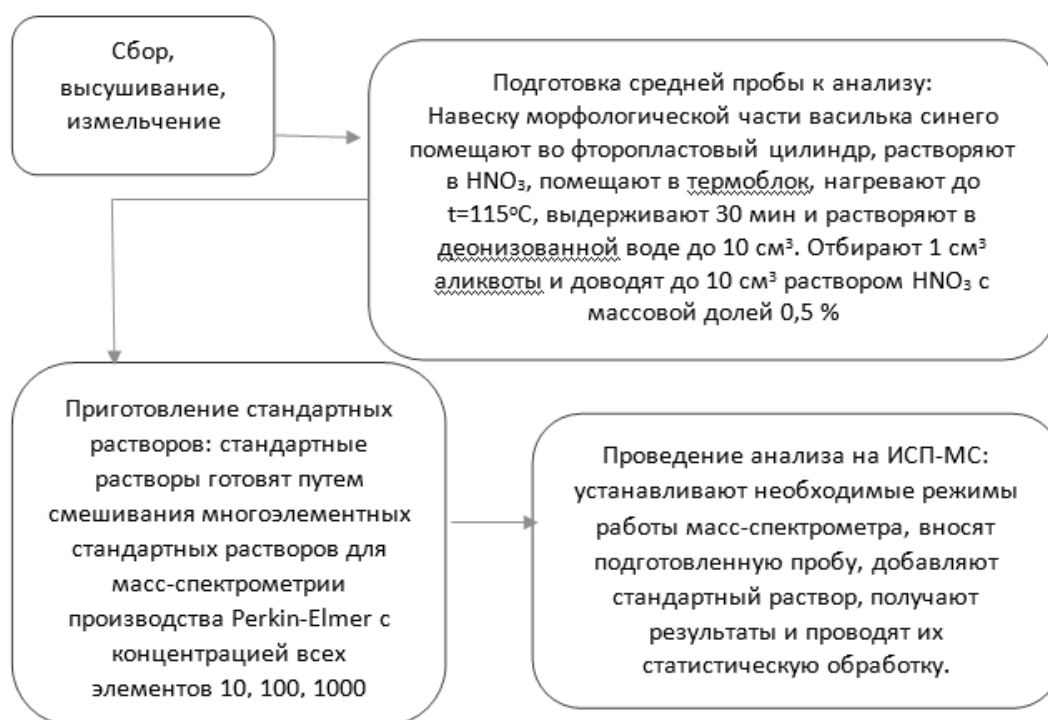 Сбор,
высушивание,
измельчение
Подготовка средней пробы к анализу:
Навеску морфологической части василька синего
помещают во фторопластовый цилиндр, растворяют
в HNO₃, помещают в термоблок, нагревают до
t=115ᵒC, выдерживают 30 мин и растворяют в
деонизованной воде до 10 см³. Отбирают 1 см³
аликвоты и доводят до 10 см³ раствором HNO₃ с
массовой долей 0,5 %
Приготовление стандартных
растворов: стандартные
растворы готовят путем
смешивания многоэлементных
стандартных растворов для
масс-спектрометрии
производства Perkin-Elmer с
концентрацией всех
элементов 10, 100, 1000
Проведение анализа на ИСП-МС:
устанавливают необходимые режимы
работы масс-спектрометра, вносят
подготовленную пробу, добавляют
стандартный раствор, получают
результаты и проводят их
статистическую обработку.